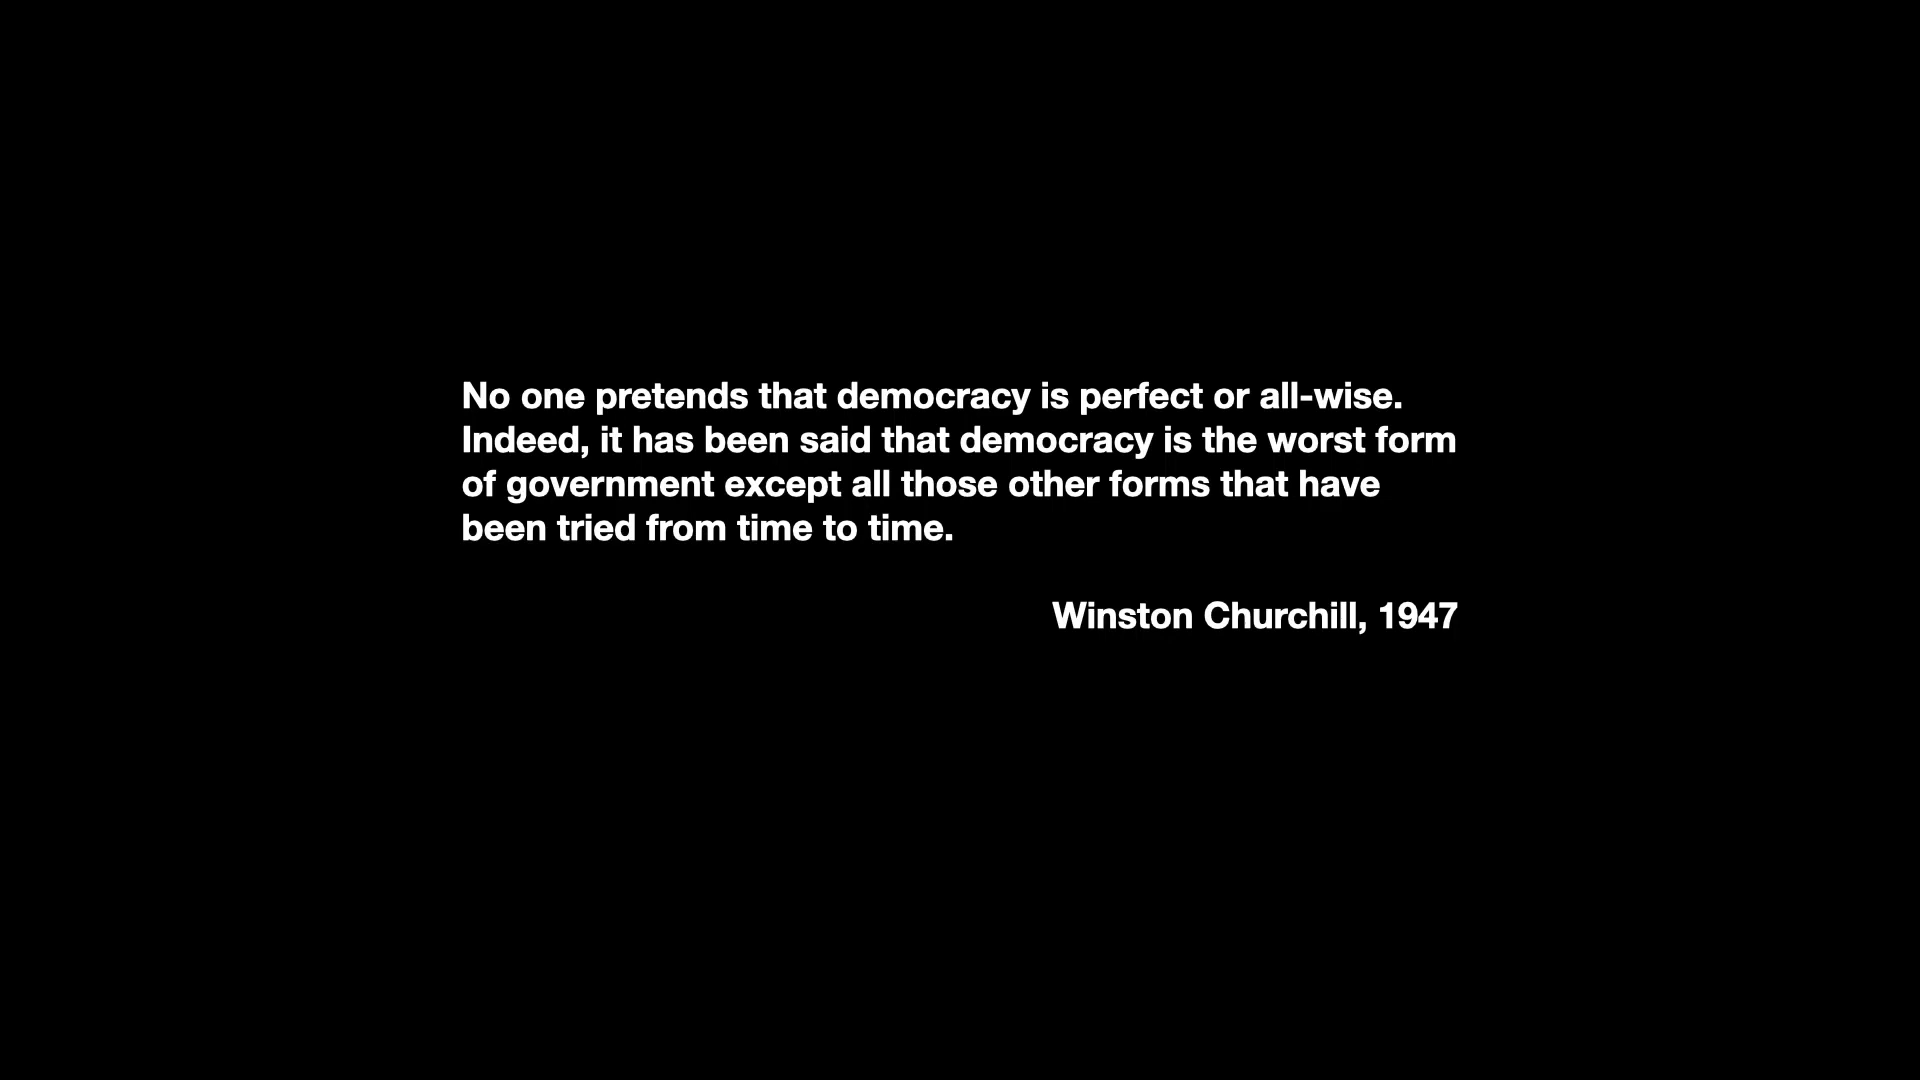 No one pretends that democracy is perfect or all-wise.
Indeed, it has been said that democracy is the worst form
of government except all those other forms that have
been tried from time to time.
Winston Churchill, 1947